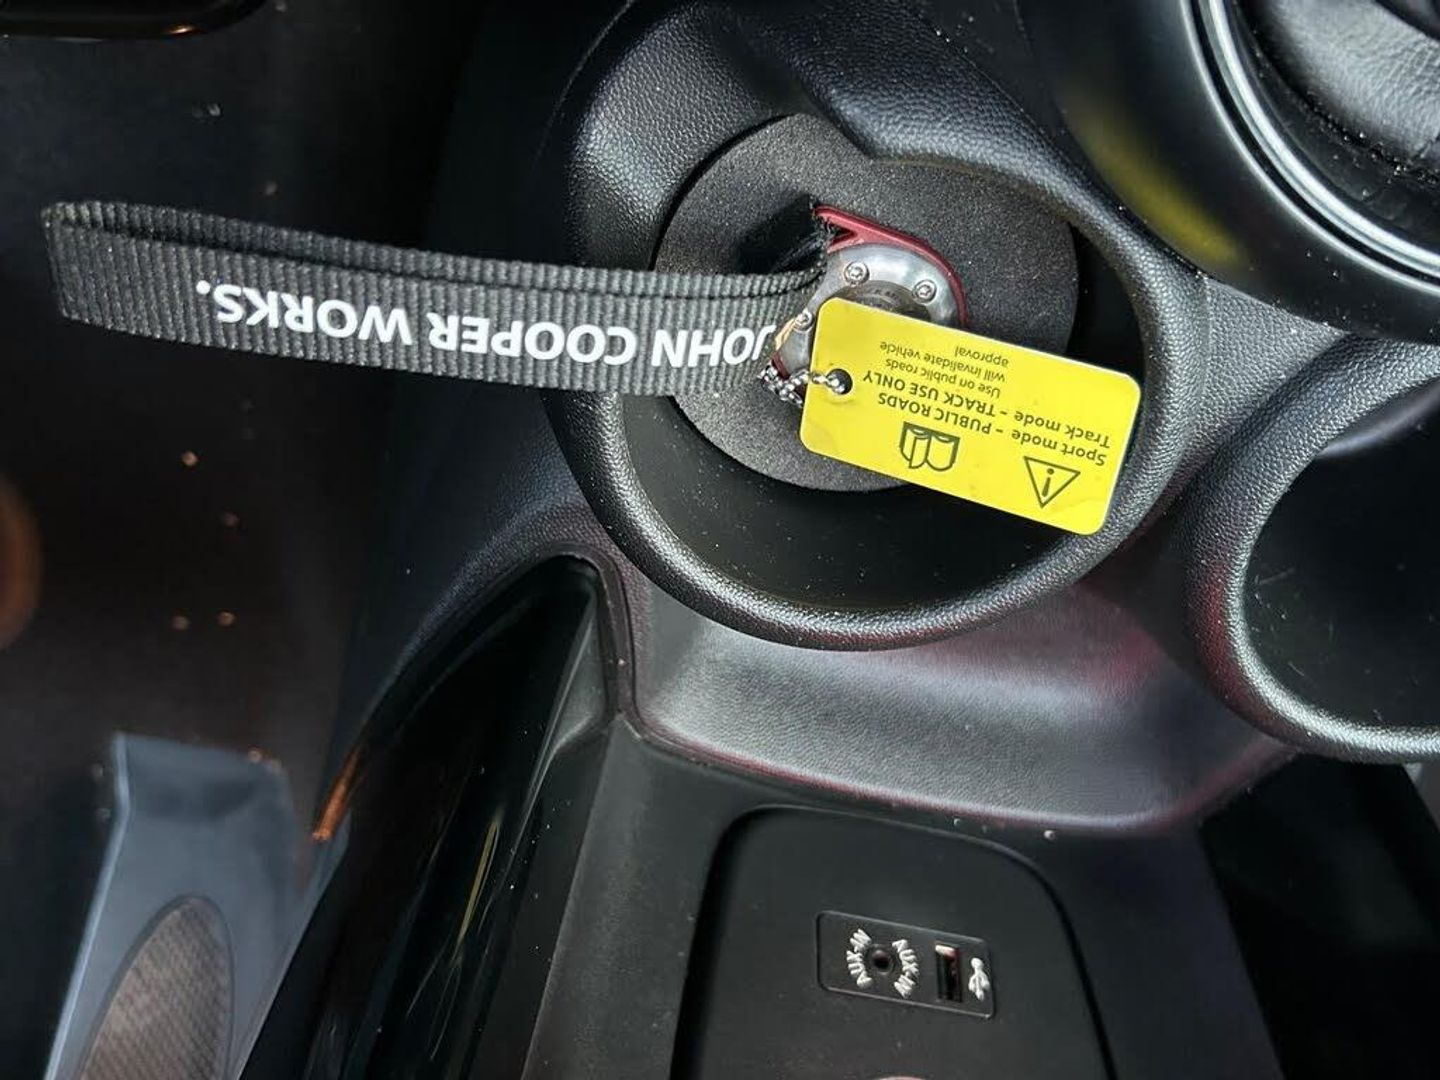 JOHN COOPER WORKS.
Sport mode - PUBLIC ROADS
Track mode - TRACK USE ONLY
Use on public roads
will invalidate vehicle
approval
AUX-IN
AUX-IN